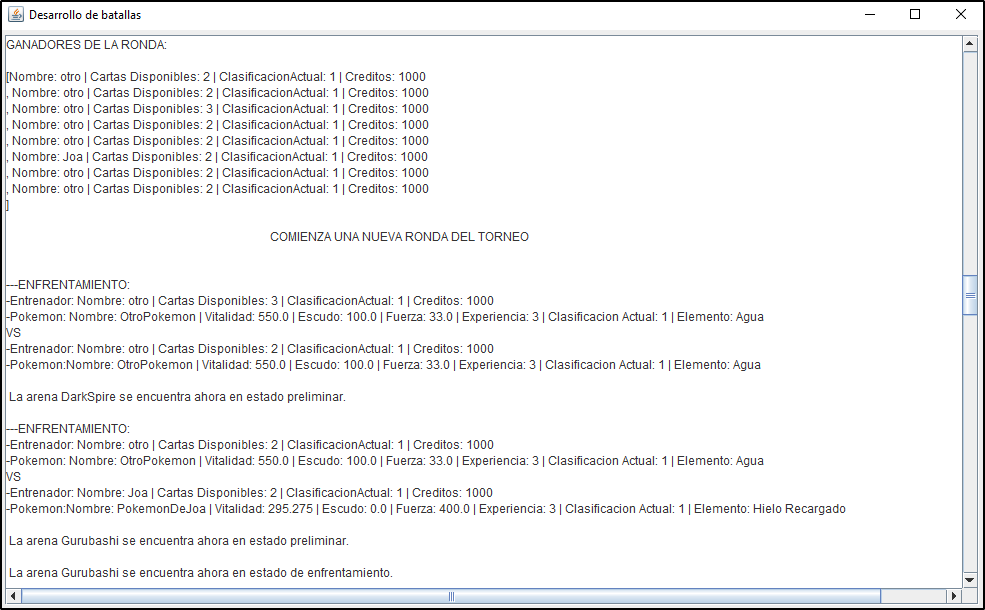 Desarrollo de batallas
GANADORES DE LA RONDA:
[Nombre: otro | Cartas Disponibles: 2 | ClasificacionActual: 1 | Creditos: 1000
, Nombre: otro | Cartas Disponibles: 2 | ClasificacionActual: 1 | Creditos: 1000
, Nombre: otro | Cartas Disponibles: 3 | ClasificacionActual: 1 | Creditos: 1000
, Nombre: otro | Cartas Disponibles: 2 | ClasificacionActual: 1 | Creditos: 1000
, Nombre: otro | Cartas Disponibles: 2 | ClasificacionActual: 1 | Creditos: 1000
, Nombre: Joa | Cartas Disponibles: 2 | ClasificacionActual: 1 | Creditos: 1000
, Nombre: otro | Cartas Disponibles: 2 | ClasificacionActual: 1 | Creditos: 1000
, Nombre: otro | Cartas Disponibles: 2 | ClasificacionActual: 1 | Creditos: 1000
]
COMIENZA UNA NUEVA RONDA DEL TORNEO
---ENFRENTAMIENTO:
-Entrenador: Nombre: otro | Cartas Disponibles: 3 | ClasificacionActual: 1 | Creditos: 1000
-Pokemon: Nombre: OtroPokemon | Vitalidad: 550.0 | Escudo: 100.0 | Fuerza: 33.0 | Experiencia: 3 | Clasificacion Actual: 1 | Elemento: Agua
VS
-Entrenador: Nombre: otro | Cartas Disponibles: 2 | ClasificacionActual: 1 | Creditos: 1000
-Pokemon:Nombre: OtroPokemon | Vitalidad: 550.0 | Escudo: 100.0 | Fuerza: 33.0 | Experiencia: 3 | Clasificacion Actual: 1 | Elemento: Agua
La arena DarkSpire se encuentra ahora en estado preliminar.
---ENFRENTAMIENTO:
-Entrenador: Nombre: otro | Cartas Disponibles: 2 | ClasificacionActual: 1 | Creditos: 1000
-Pokemon: Nombre: OtroPokemon | Vitalidad: 550.0 | Escudo: 100.0 | Fuerza: 33.0 | Experiencia: 3 | Clasificacion Actual: 1 | Elemento: Agua
VS
-Entrenador: Nombre: Joa | Cartas Disponibles: 2 | ClasificacionActual: 1 | Creditos: 1000
-Pokemon:Nombre: PokemonDeJoa | Vitalidad: 295.275 | Escudo: 0.0 | Fuerza: 400.0 | Experiencia: 3 | Clasificacion Actual: 1 | Elemento: Hielo Recargado
La arena Gurubashi se encuentra ahora en estado preliminar.
La arena Gurubashi se encuentra ahora en estado de enfrentamiento.